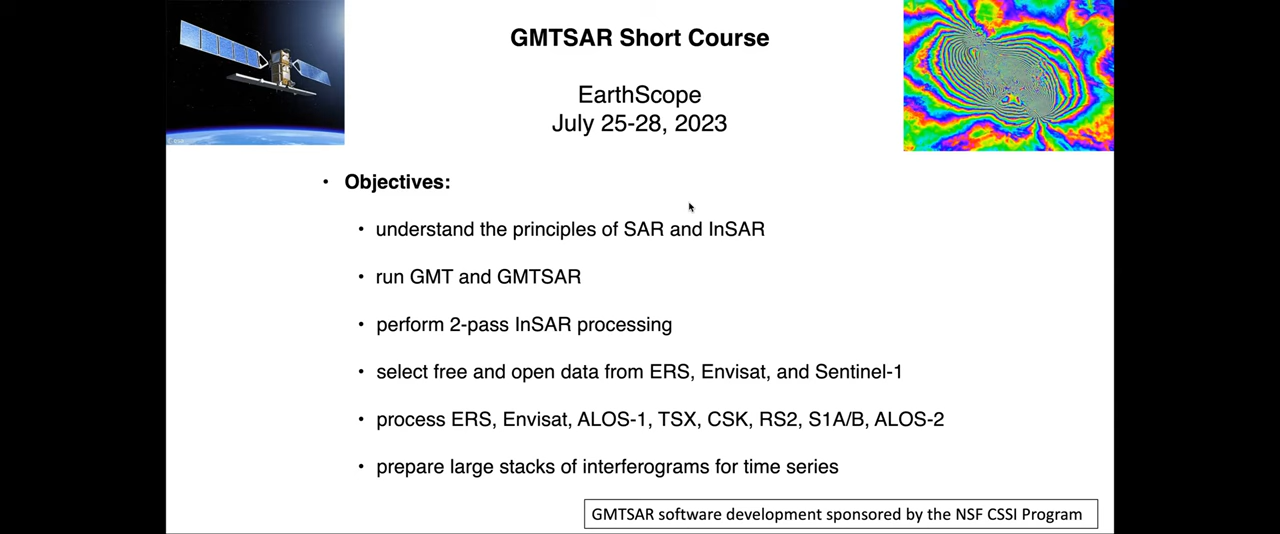 GMTSAR Short Course
EarthScope
July 25-28, 2023
• Objectives:
• understand the principles of SAR and InSAR
• run GMT and GMTSAR
• perform 2-pass InSAR processing
• select free and open data from ERS, Envisat, and Sentinel-1
• process ERS, Envisat, ALOS-1, TSX, CSK, RS2, S1A/B, ALOS-2
• prepare large stacks of interferograms for time series
GMTSAR software development sponsored by the NSF CSSI Program